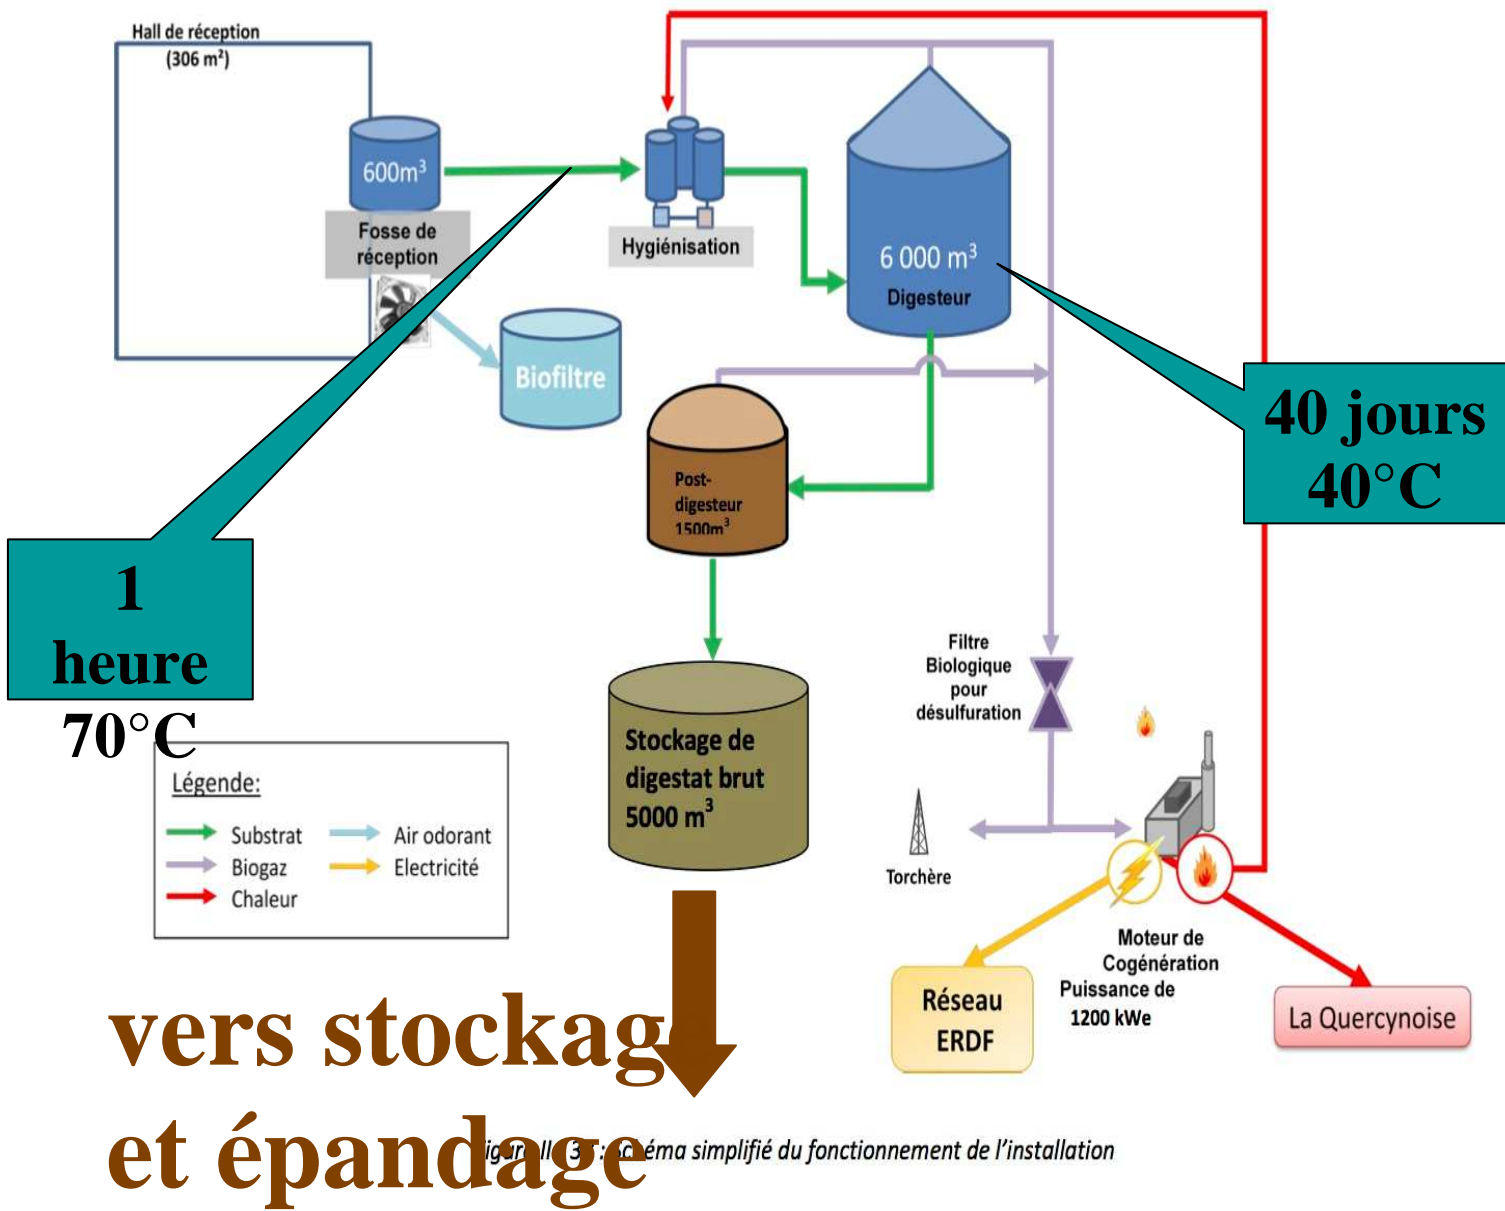 Hall de réception
(306 m²)
600m³
Fosse de
réception
Hygiénisation
6 000 m³
Digesteur
Biofiltre
40 jours
40°C
Post-
digesteur
1500m³
1
heure
70°C
Filtre
Biologique
pour
désulfuration
Stockage de
digestat brut
5000 m³
Légende:
Substrat
Air odorant
Biogaz
Electricité
Chaleur
Torchère
Moteur de
Cogénération
Puissance de
1200 kWe
Réseau
ERDF
La Quercynoise
vers stockage
et épandage
: Schéma simplifié du fonctionnement de l'installation